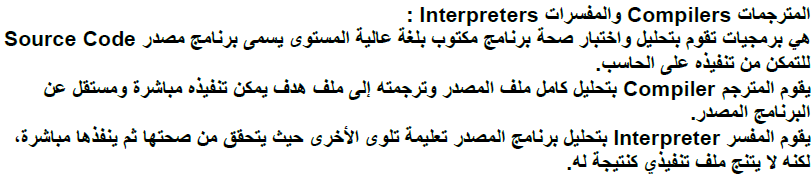 المترجمات Compilers والمفسرات Interpreters :
هي برمجيات تقوم بتحليل واختبار صحة برنامج مكتوب بلغة عالية المستوى يسمى برنامج مصدر Source Code
للتمكن من تنفيذه على الحاسب.
يقوم المترجم Compiler بتحليل كامل ملف المصدر وترجمته إلى ملف هدف يمكن تنفيذه مباشرة ومستقل عن
البرنامج المصدر.
يقوم المفسر Interpreter بتحليل برنامج المصدر تعليمة تلوى الأخرى حيث يتحقق من صحتها ثم ينفذها مباشرة،
لكنه لا يتنج ملف تنفيذي كنتيجة له.